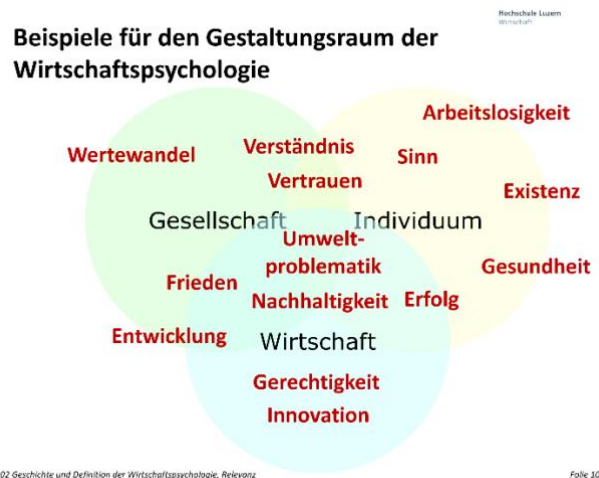 Hochschule Luzern
Wirtschaft
Beispiele für den Gestaltungsraum der
Wirtschaftspsychologie
Arbeitslosigkeit
Wertewandel
Verständnis
Sinn
Vertrauen
Existenz
Gesellschaft
Individuum
Umwelt-
problematik
Gesundheit
Frieden
Nachhaltigkeit
Erfolg
Entwicklung
Wirtschaft
Gerechtigkeit
Innovation
02 Geschichte und Definition der Wirtschaftspsychologie, Relevanz
Folie 10